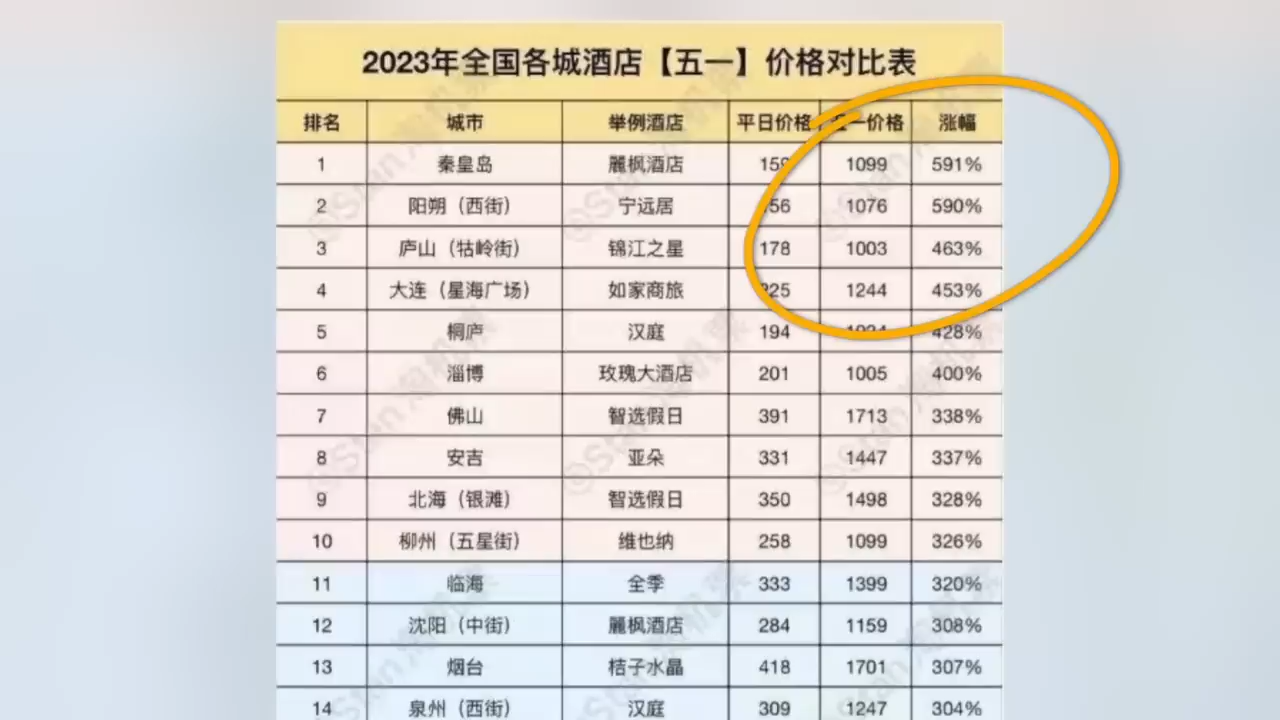 2023年全国各城酒店【五一】价格对比表
排名 城市 举例酒店 平日价格 一价格 涨幅
1 秦皇岛 麗枫酒店 159 1099 591%
2 阳朔（西街） 宁远居 156 1076 590%
3 庐山（牯岭街） 锦江之星 178 1003 463%
4 大连（星海广场） 如家商旅 225 1244 453%
5 桐庐 汉庭 194 428%
6 淄博 玫瑰大酒店 201 1005 400%
7 佛山 智选假日 391 1713 338%
8 安吉 亚朵 331 1447 337%
9 北海（银滩） 智选假日 350 1498 328%
10 柳州（五星街） 维也纳 258 1099 326%
11 临海 全季 333 1399 320%
12 沈阳（中街） 麗枫酒店 284 1159 308%
13 烟台 桔子水晶 418 1701 307%
14 泉州（西街） 汉庭 309 1247 304%